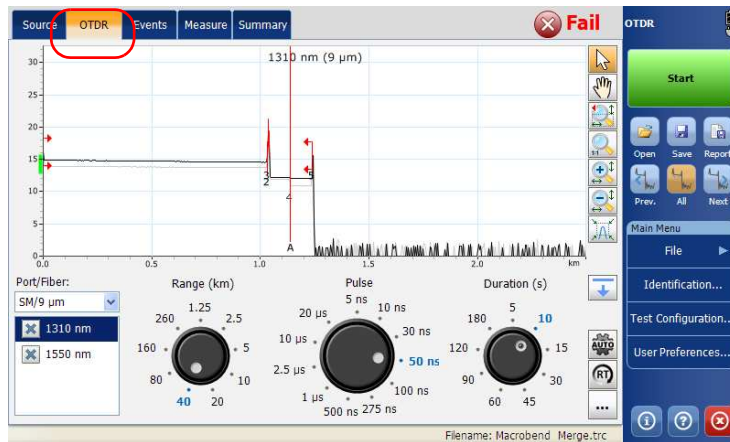 Source OTDR Events Measure Summary Fail
1310 nm (9 µm)
30
25
20
15
10
5
0
3
2
4
5
A
0.0 0.5 1.0 1.5 2.0 km
Port/Fiber:
SM/9 µm
1310 nm
1550 nm
Range (km)
1.25
260 2.5
160 5
80 10
40 20
Pulse
5 ns
20 µs 10 ns
10 µs 30 ns
2.5 µs 50 ns
1 µs 100 ns
500 ns 275 ns
Duration (s)
5
180 10
120 15
90 30
60 45
1:1
AUTO
RT
...
Filename: Macrobend Merge.trc
OTDR
Start
Open Save Report
Prev. All Next
Main Menu
File
Identification...
Test Configuration..
User Preferences...